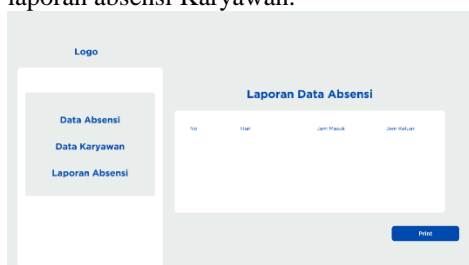 laporan absensi Karyawan.
Logo
Laporan Data Absensi
Data Absensi
Data Karyawan
Laporan Absensi
No Hari Jam Masuk Jam Keluar
Print